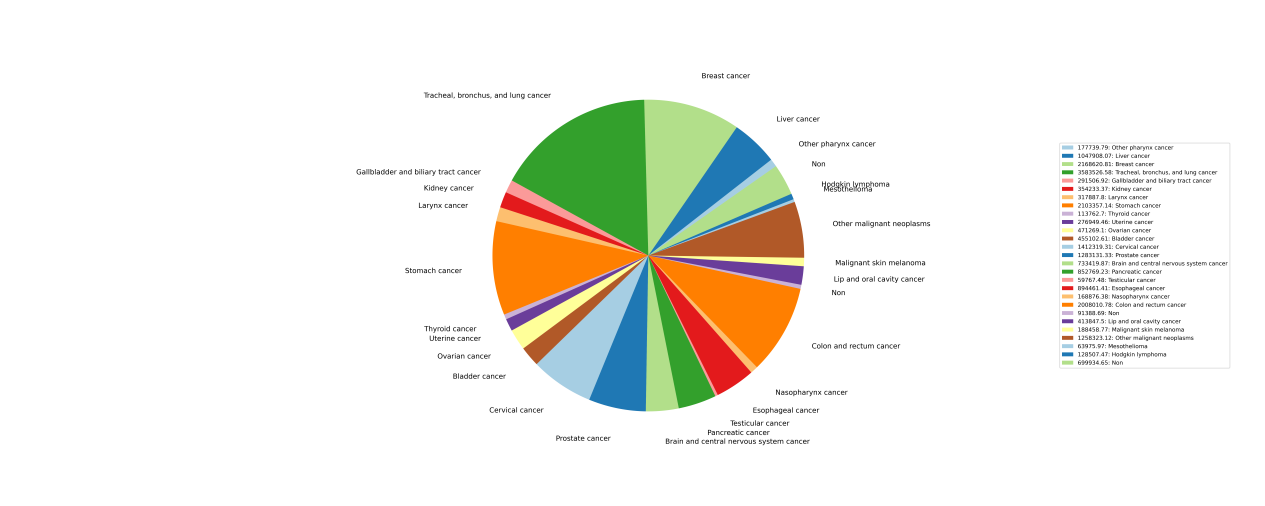 Breast cancer
Tracheal, bronchus, and lung cancer
Liver cancer
Other pharynx cancer
Non
Gallbladder and biliary tract cancer
Hodgkin lymphoma
Kidney cancer
Mesothelioma
Larynx cancer
Other malignant neoplasms
Malignant skin melanoma
Stomach cancer
Lip and oral cavity cancer
Non
Thyroid cancer
Uterine cancer
Colon and rectum cancer
Ovarian cancer
Bladder cancer
Nasopharynx cancer
Cervical cancer
Esophageal cancer
Testicular cancer
Pancreatic cancer
Prostate cancer
Brain and central nervous system cancer
177739.79: Other pharynx cancer
1047908.07: Liver cancer
2168620.81: Breast cancer
3583526.58: Tracheal, bronchus, and lung cancer
291506.92: Gallbladder and biliary tract cancer
354233.37: Kidney cancer
317887.8: Larynx cancer
2103357.14: Stomach cancer
113762.7: Thyroid cancer
276949.46: Uterine cancer
471269.1: Ovarian cancer
455102.61: Bladder cancer
1412319.31: Cervical cancer
1283131.33: Prostate cancer
733419.87: Brain and central nervous system cancer
852769.23: Pancreatic cancer
59767.48: Testicular cancer
894461.41: Esophageal cancer
168876.38: Nasopharynx cancer
2008010.78: Colon and rectum cancer
91388.69: Non
413847.5: Lip and oral cavity cancer
188458.77: Malignant skin melanoma
1258323.12: Other malignant neoplasms
63975.97: Mesothelioma
128507.47: Hodgkin lymphoma
699934.65: Non